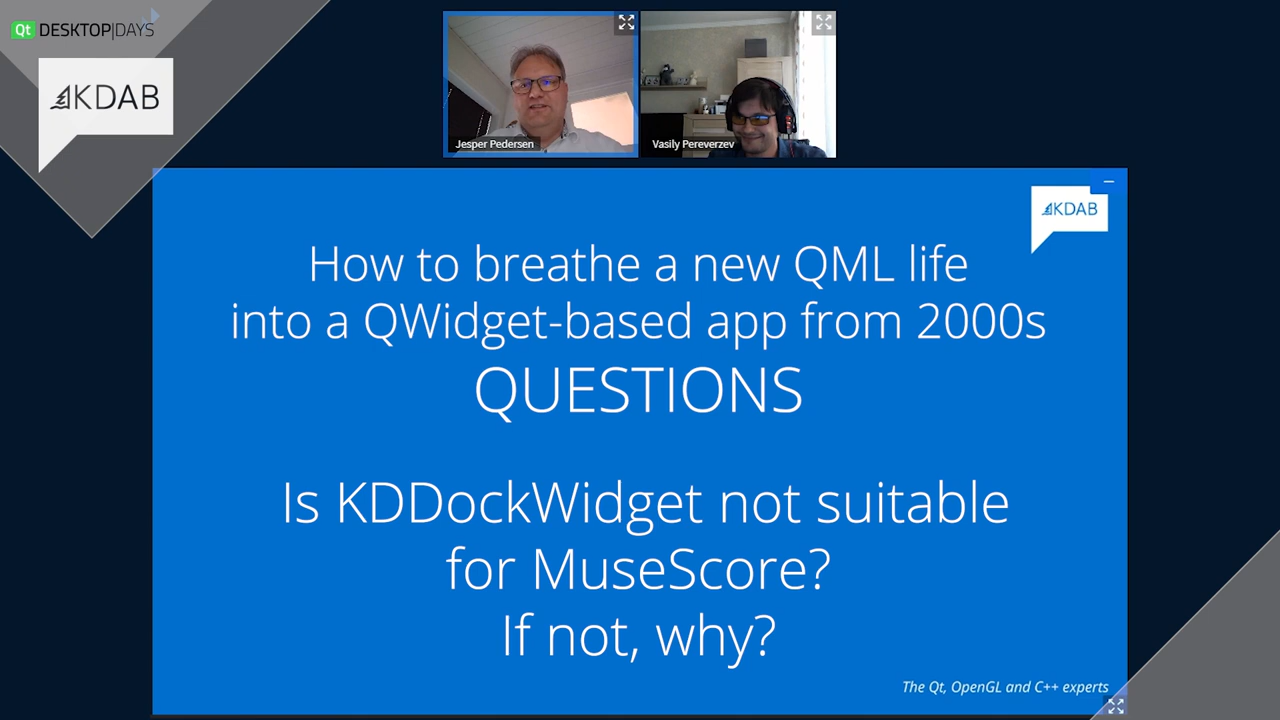 Qt DESKTOP|DAYS
KDAB
Jesper Pedersen
Vasily Pereverzev
KDAB
How to breathe a new QML life
into a QWidget-based app from 2000s
QUESTIONS
Is KDDockWidget not suitable
for MuseScore?
If not, why?
The Qt, OpenGL and C++ experts